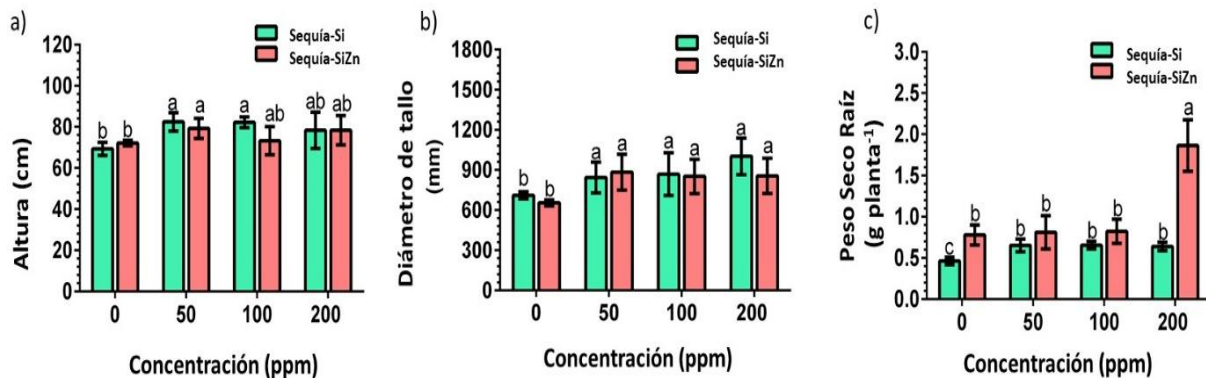 a)
Sequía-Si
Sequía-SiZn
Altura (cm)
120
100
80
60
40
20
0
b b a a a ab ab ab
0 50 100 200
Concentración (ppm)
b)
Sequía-Si
Sequía-SiZn
Diámetro de tallo
(mm)
1800
1500
1200
900
600
300
0
b b a a a a a a
0 50 100 200
Concentración (ppm)
c)
Sequía-Si
Sequía-SiZn
Peso Seco Raíz
(g planta⁻¹)
3.0
2.5
2.0
1.5
1.0
0.5
0.0
c b b b b b b a
0 50 100 200
Concentración (ppm)